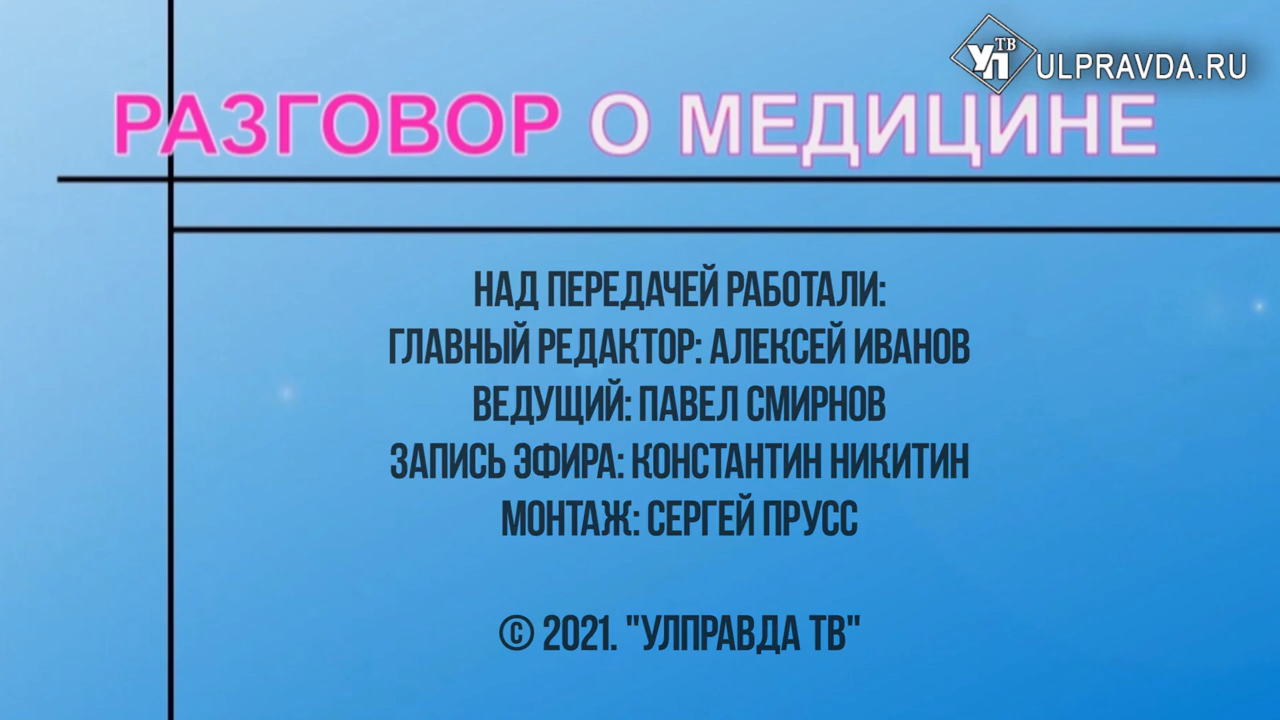 УП ТВ ULPRAVDA.RU
РАЗГОВОР О МЕДИЦИНЕ
НАД ПЕРЕДАЧЕЙ РАБОТАЛИ:
ГЛАВНЫЙ РЕДАКТОР: АЛЕКСЕЙ ИВАНОВ
ВЕДУЩИЙ: ПАВЕЛ СМИРНОВ
ЗАПИСЬ ЭФИРА: КОНСТАНТИН НИКИТИН
МОНТАЖ: СЕРГЕЙ ПРУСС
© 2021. "УЛПРАВДА ТВ"